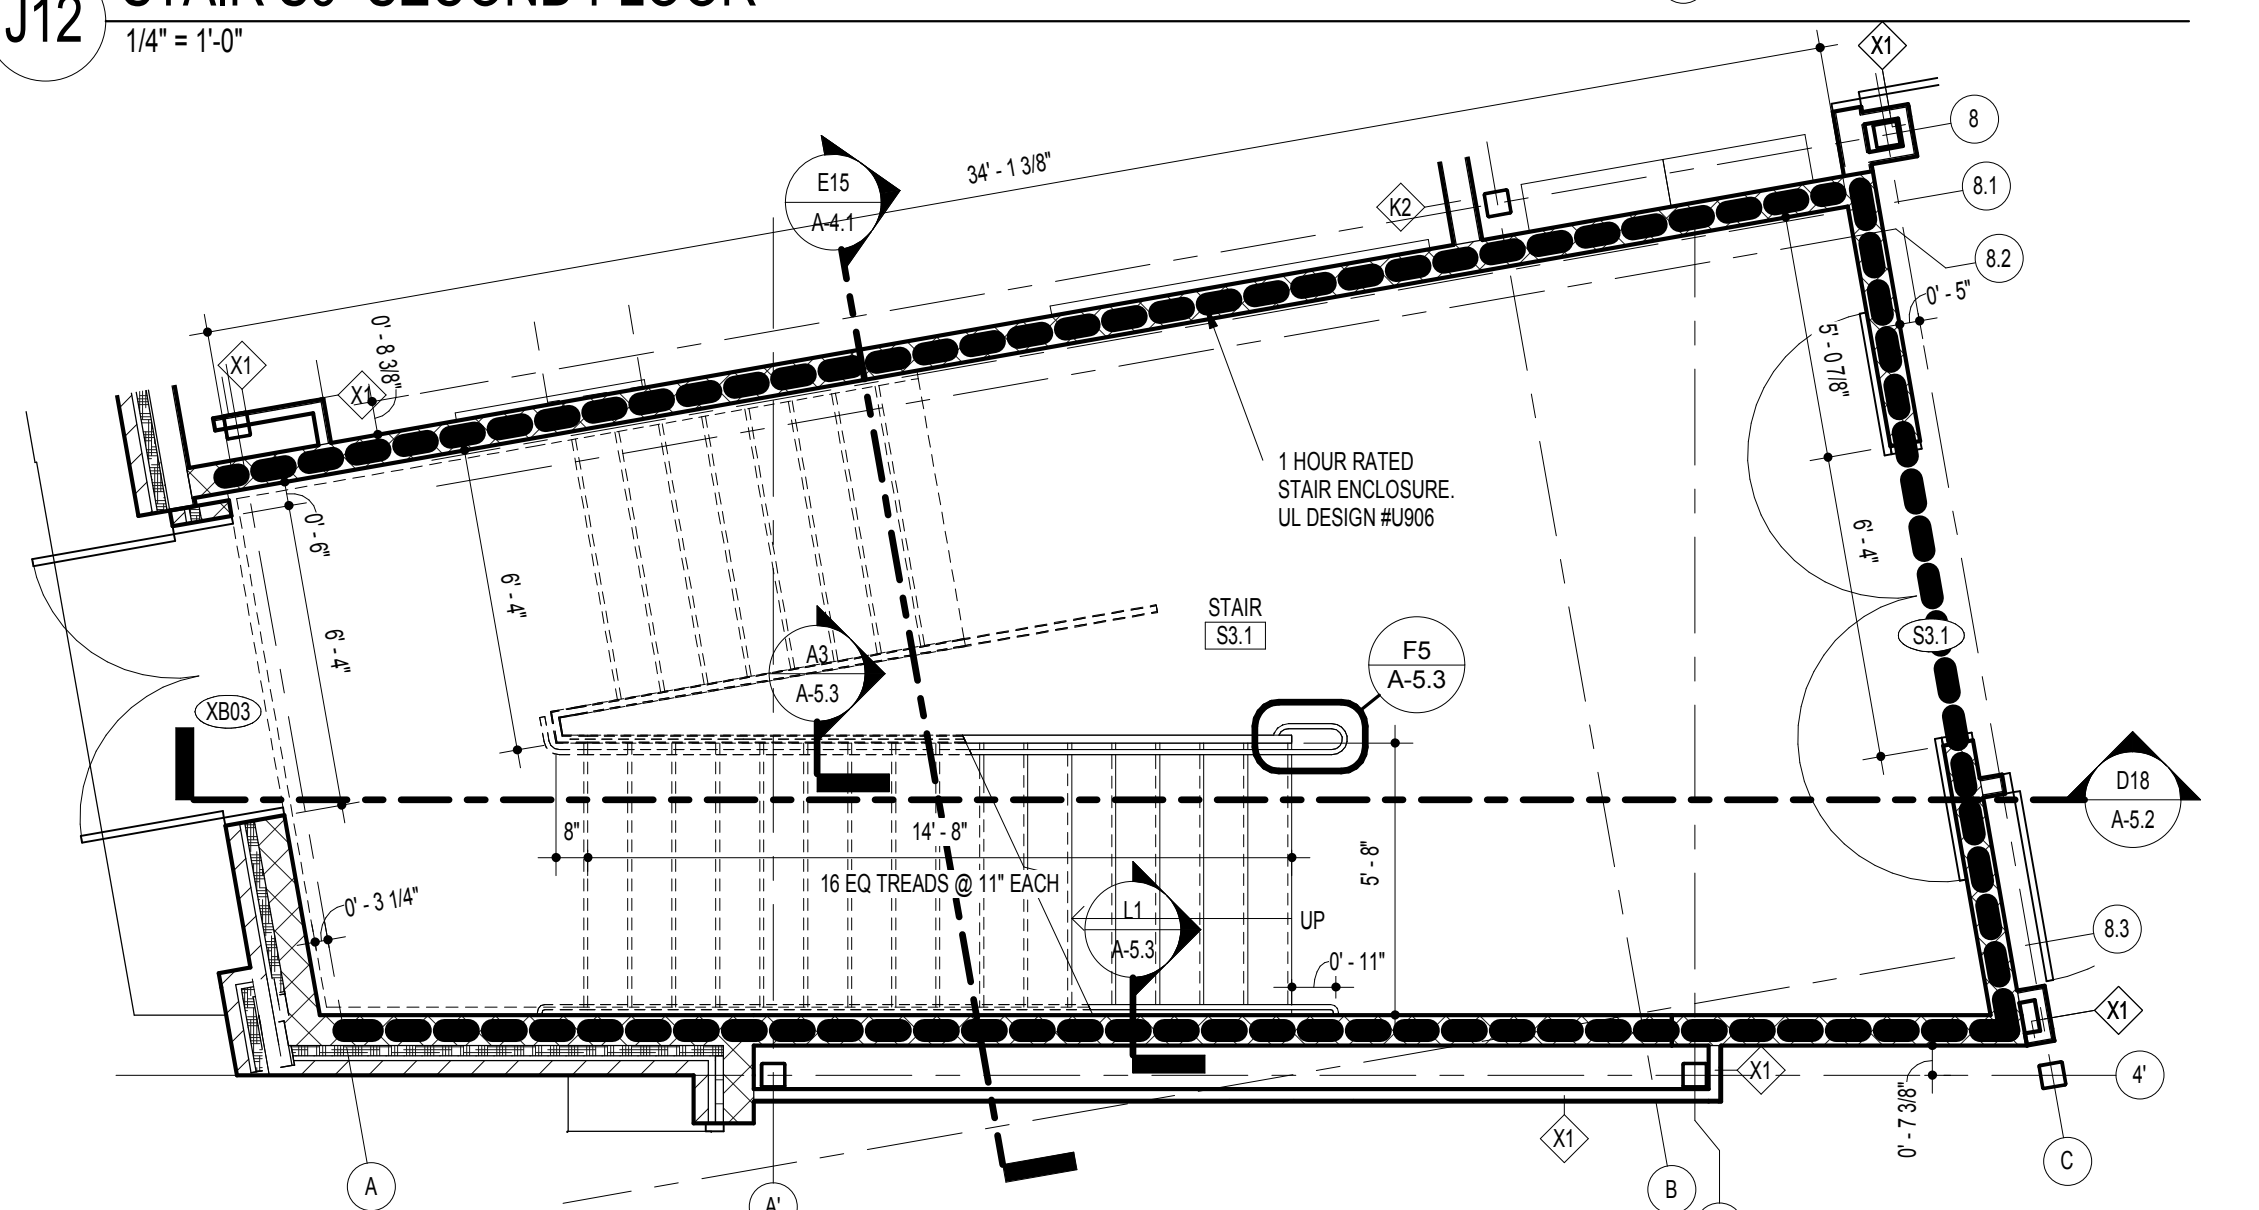 J12
STAIR S3- SECOND FLOOR
1/4" = 1'-0"
X1
8
8.1
8.2
E15
A-4.1
34' - 1 3/8"
K2
0' - 5"
X1
X1
0' - 8 3/8"
5' - 0 7/8"
1 HOUR RATED
STAIR ENCLOSURE.
UL DESIGN #U906
0' - 6"
6' - 4"
6' - 4"
6' - 4"
STAIR
S3.1
S3.1
A3
A-5.3
F5
A-5.3
XB03
D18
A-5.2
8"
14' - 8"
5' - 8"
16 EQ TREADS @ 11" EACH
0' - 3 1/4"
L1
A-5.3
UP
8.3
0' - 11"
X1
X1
4'
0' - 7 3/8"
X1
A
A'
B
C